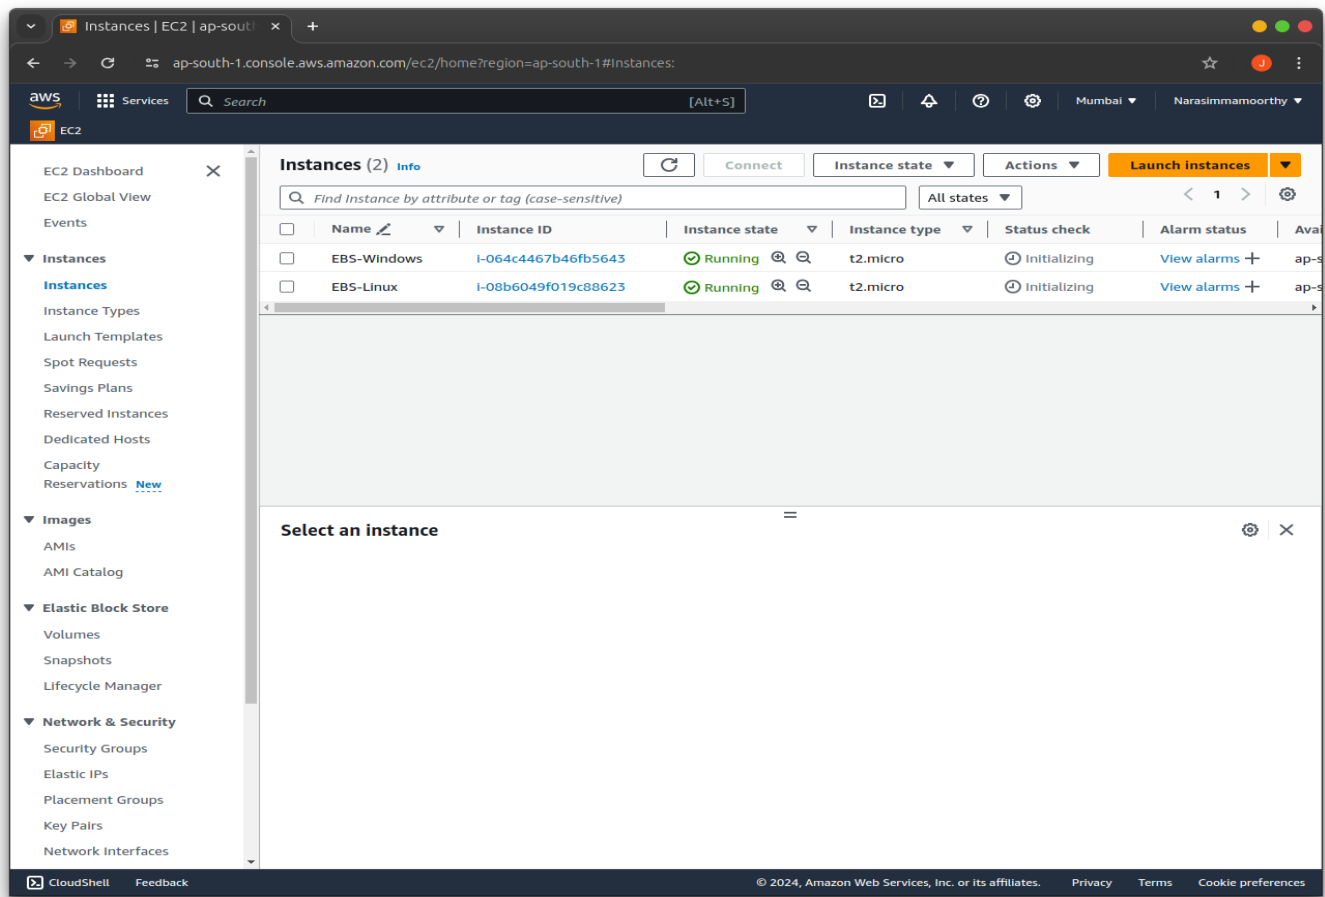 Instances | EC2 | ap-south
ap-south-1.console.aws.amazon.com/ec2/home?region=ap-south-1#Instances:
J
aws Services Search [Alt+S] Mumbai Narasimmamoorthy
EC2
EC2 Dashboard
EC2 Global View
Events
Instances
Instances
Instance Types
Launch Templates
Spot Requests
Savings Plans
Reserved Instances
Dedicated Hosts
Capacity
Reservations New
Images
AMIs
AMI Catalog
Elastic Block Store
Volumes
Snapshots
Lifecycle Manager
Network & Security
Security Groups
Elastic IPs
Placement Groups
Key Pairs
Network Interfaces
Instances (2) Info Connect Instance state Actions Launch instances
Find Instance by attribute or tag (case-sensitive) All states 1
Name Instance ID Instance state Instance type Status check Alarm status Avai
EBS-Windows i-064c4467b46fb5643 Running t2.micro Initializing View alarms ap-s
EBS-Linux i-08b6049f019c88623 Running t2.micro Initializing View alarms ap-s
Select an instance
CloudShell Feedback © 2024, Amazon Web Services, Inc. or its affiliates. Privacy Terms Cookie preferences